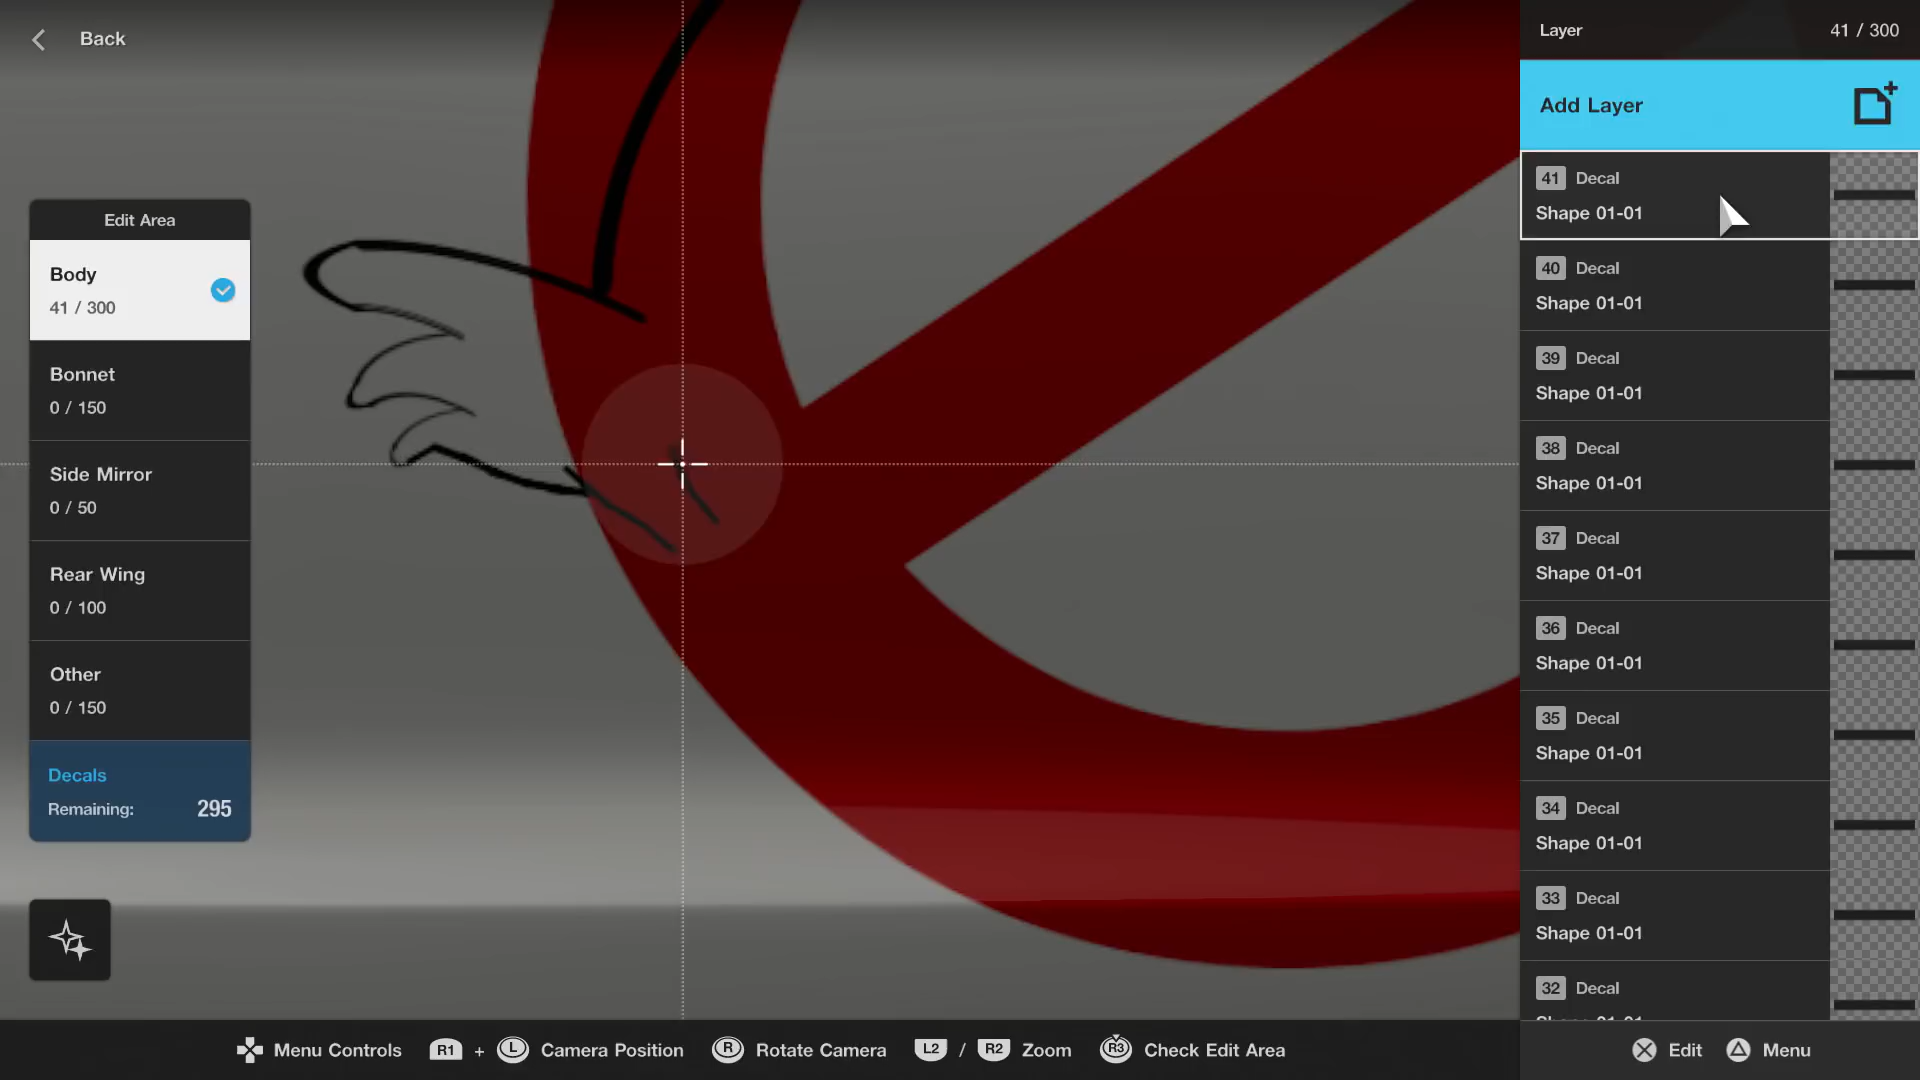 Back
Edit Area
Body
41 / 300
Bonnet
0 / 150
Side Mirror
0 / 50
Rear Wing
0 / 100
Other
0 / 150
Decals
Remaining: 295
Layer 41 / 300
Add Layer
41 Decal
Shape 01-01
40 Decal
Shape 01-01
39 Decal
Shape 01-01
38 Decal
Shape 01-01
37 Decal
Shape 01-01
36 Decal
Shape 01-01
35 Decal
Shape 01-01
34 Decal
Shape 01-01
33 Decal
Shape 01-01
32 Decal
Shape 01-01
Menu Controls R1 + L Camera Position R Rotate Camera L2 / R2 Zoom R3 Check Edit Area Edit Menu